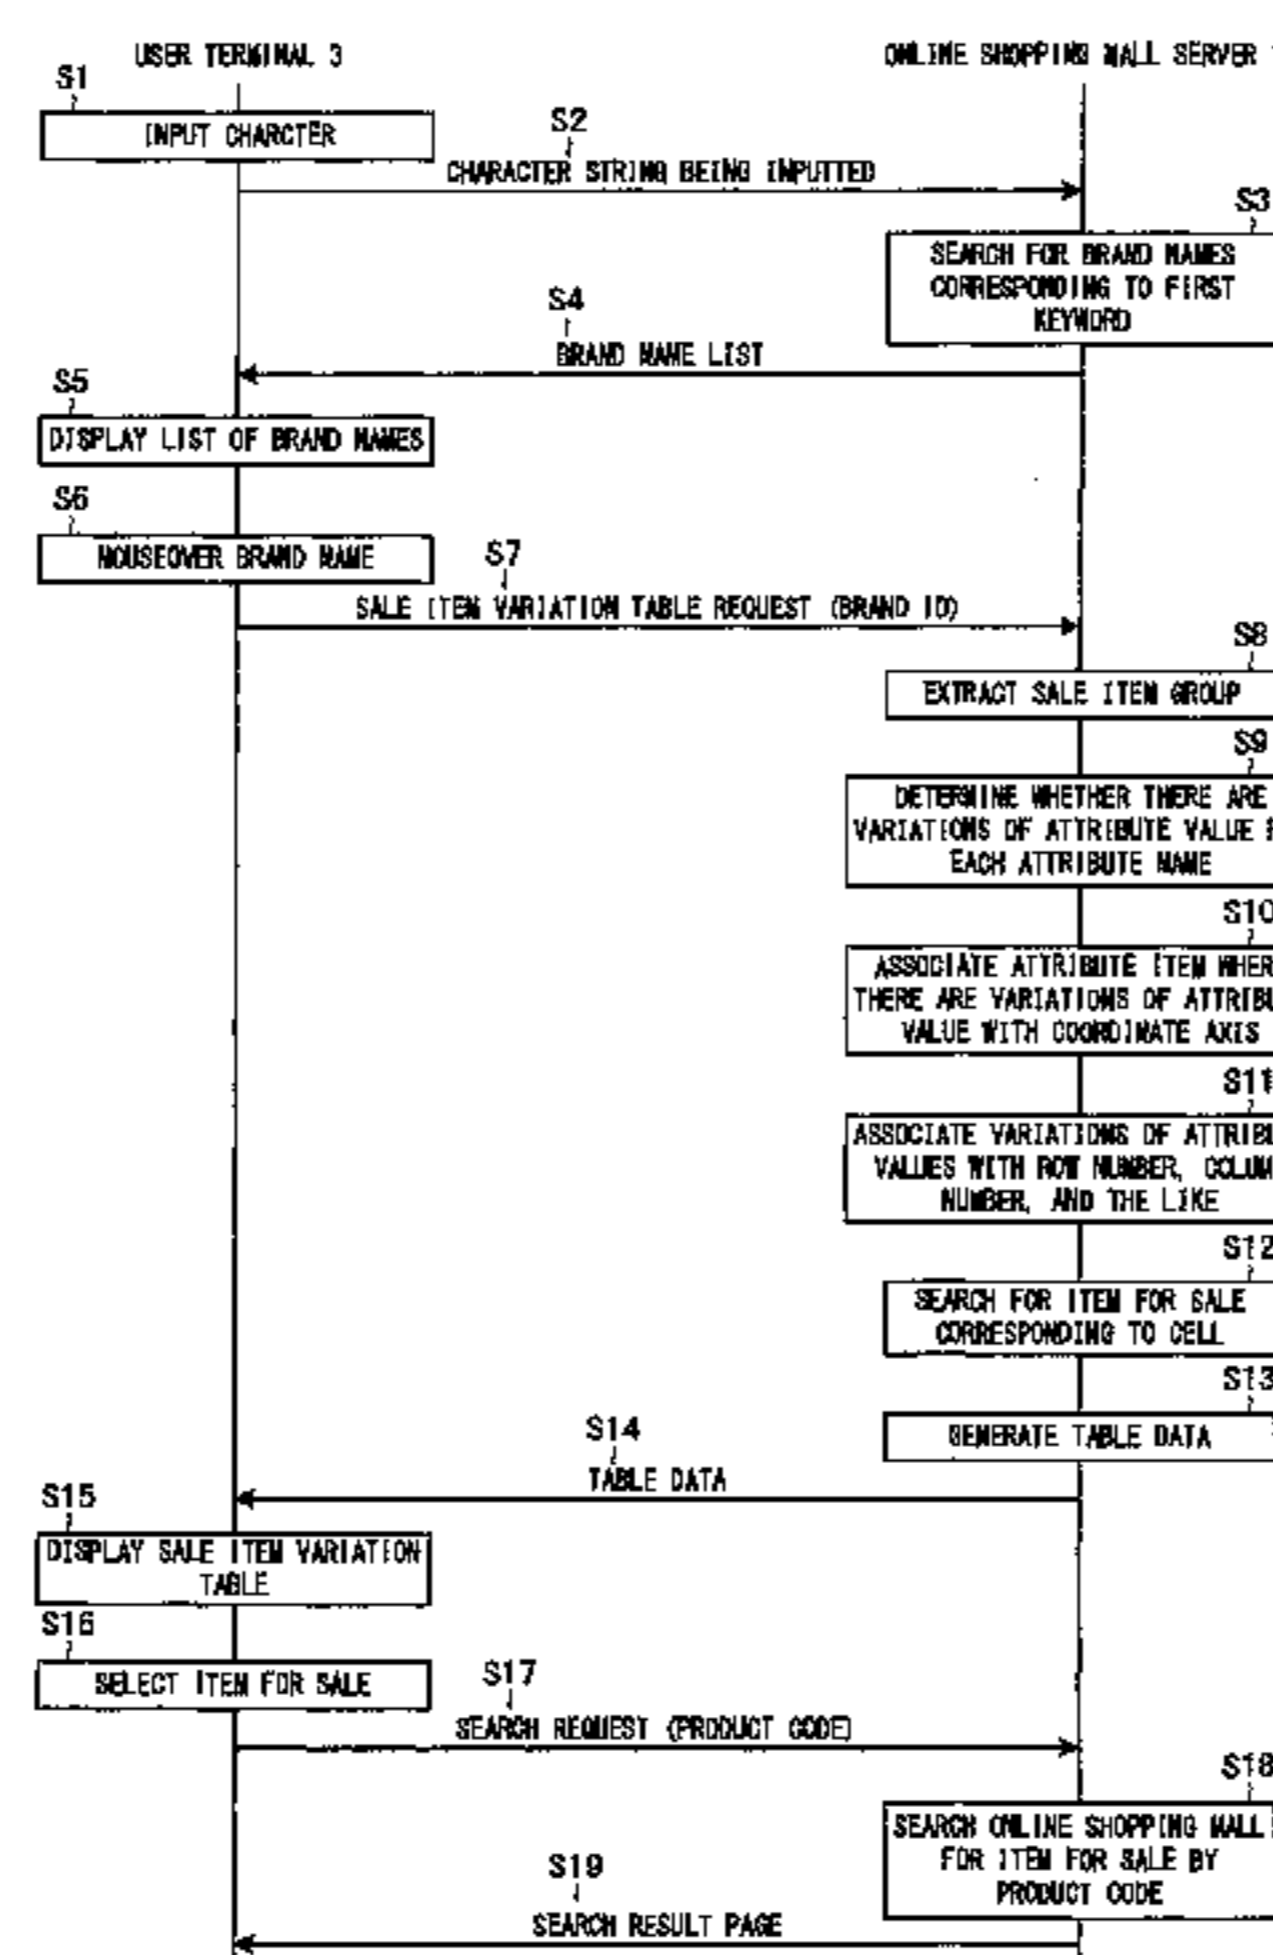 USER TERMINAL 3
ONLINE SHOPPING MALL SERVER
S1
INPUT CHARCTER
S2
CHARACTER STRING BEING INPUTTED
S3
SEARCH FOR BRAND NAMES
CORRESPONDING TO FIRST
KEYWORD
S4
BRAND NAME LIST
S5
DISPLAY LIST OF BRAND NAMES
S6
MOUSEOVER BRAND NAME
S7
SALE ITEM VARIATION TABLE REQUEST (BRAND ID)
S8
EXTRACT SALE ITEM GROUP
S9
DETERMINE WHETHER THERE ARE
VARIATIONS OF ATTRIBUTE VALUE
EACH ATTRIBUTE NAME
S10
ASSOCIATE ATTRIBUTE ITEM WHER
THERE ARE VARIATIONS OF ATTRIBU
VALUE WITH COORDINATE AXIS
S11
ASSOCIATE VARIATIONS OF ATTRIBU
VALUES WITH ROW NUMBER, COLUM
NUMBER, AND THE LIKE
S12
SEARCH FOR ITEM FOR SALE
CORRESPONDING TO CELL
S13
GENERATE TABLE DATA
S14
TABLE DATA
S15
DISPLAY SALE ITEM VARIATION
TABLE
S16
SELECT ITEM FOR SALE
S17
SEARCH REQUEST (PRODUCT CODE)
S18
SEARCH ONLINE SHOPPING MALL
FOR ITEM FOR SALE BY
PRODUCT CODE
S19
SEARCH RESULT PAGE